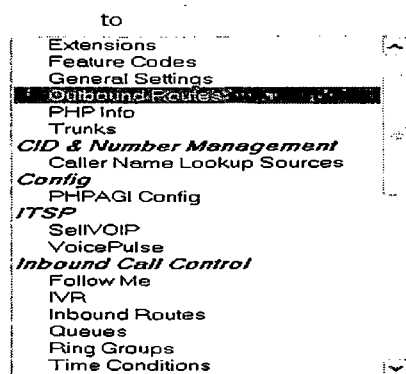 to
Extensions
Feature Codes
General Settings
Outbound Routes
PHP Info
Trunks
CID & Number Management
Caller Name Lookup Sources
Config
PHPAGI Config
ITSP
SellVOIP
VoicePulse
Inbound Call Control
Follow Me
IVR
Inbound Routes
Queues
Ring Groups
Time Conditions